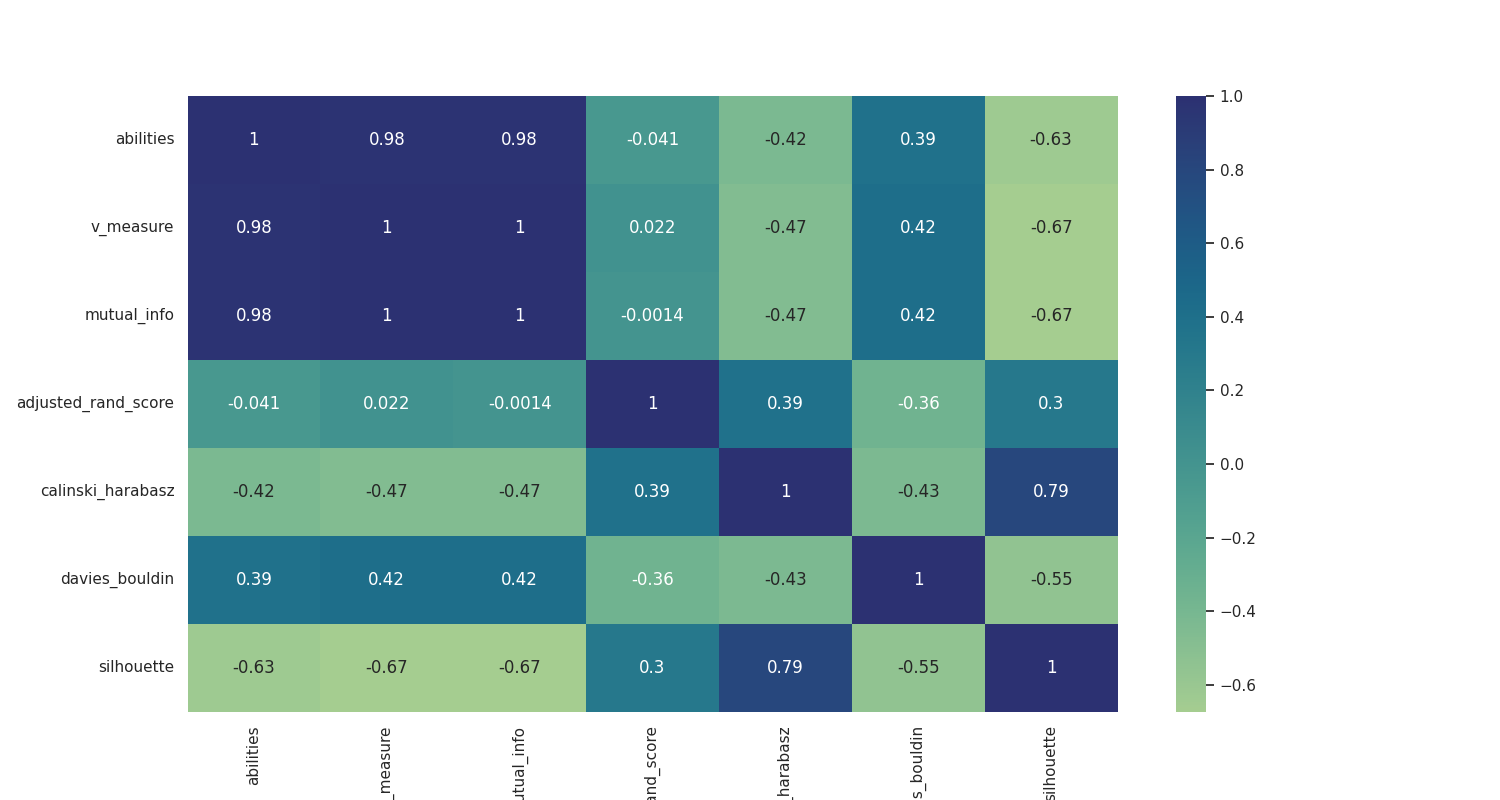 abilities 1 0.98 0.98 -0.041 -0.42 0.39 -0.63
v_measure 0.98 1 1 0.022 -0.47 0.42 -0.67
mutual_info 0.98 1 1 -0.0014 -0.47 0.42 -0.67
adjusted_rand_score -0.041 0.022 -0.0014 1 0.39 -0.36 0.3
calinski_harabasz -0.42 -0.47 -0.47 0.39 1 -0.43 0.79
davies_bouldin 0.39 0.42 0.42 -0.36 -0.43 1 -0.55
silhouette -0.63 -0.67 -0.67 0.3 0.79 -0.55 1
abilities
_measure
utual_info
and_score
_harabasz
s_bouldin
silhouette
1.0
0.8
0.6
0.4
0.2
0.0
−0.2
−0.4
−0.6